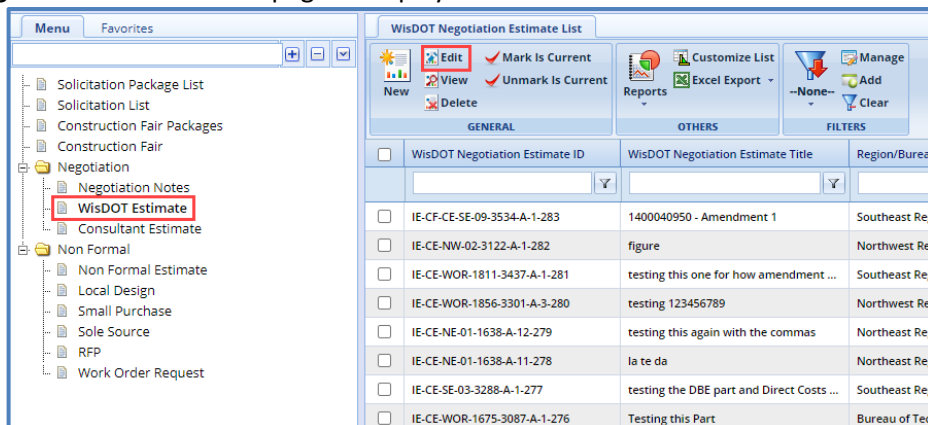 Menu Favorites
Solicitation Package List
Solicitation List
Construction Fair Packages
Construction Fair
Negotiation
Negotiation Notes
WisDOT Estimate
Consultant Estimate
Non Formal
Non Formal Estimate
Local Design
Small Purchase
Sole Source
RFP
Work Order Request
WisDOT Negotiation Estimate List
New
Edit Mark Is Current
View Unmark Is Current
Delete
GENERAL
Reports
Customize List
Excel Export
OTHERS
--None--
Manage
Add
Clear
FILTERS
WisDOT Negotiation Estimate ID WisDOT Negotiation Estimate Title Region/Burea
IE-CF-CE-SE-09-3534-A-1-283 1400040950 - Amendment 1 Southeast Re
IE-CE-NW-02-3122-A-1-282 figure Northwest Re
IE-CE-WOR-1811-3437-A-1-281 testing this one for how amendment ... Southeast Re
IE-CE-WOR-1856-3301-A-3-280 testing 123456789 Northwest Re
IE-CE-NE-01-1638-A-12-279 testing this again with the commas Northeast Re
IE-CE-NE-01-1638-A-11-278 la te da Northeast Re
IE-CE-SE-03-3288-A-1-277 testing the DBE part and Direct Costs ... Southeast Re
IE-CE-WOR-1675-3087-A-1-276 Testing this Part Bureau of Tec